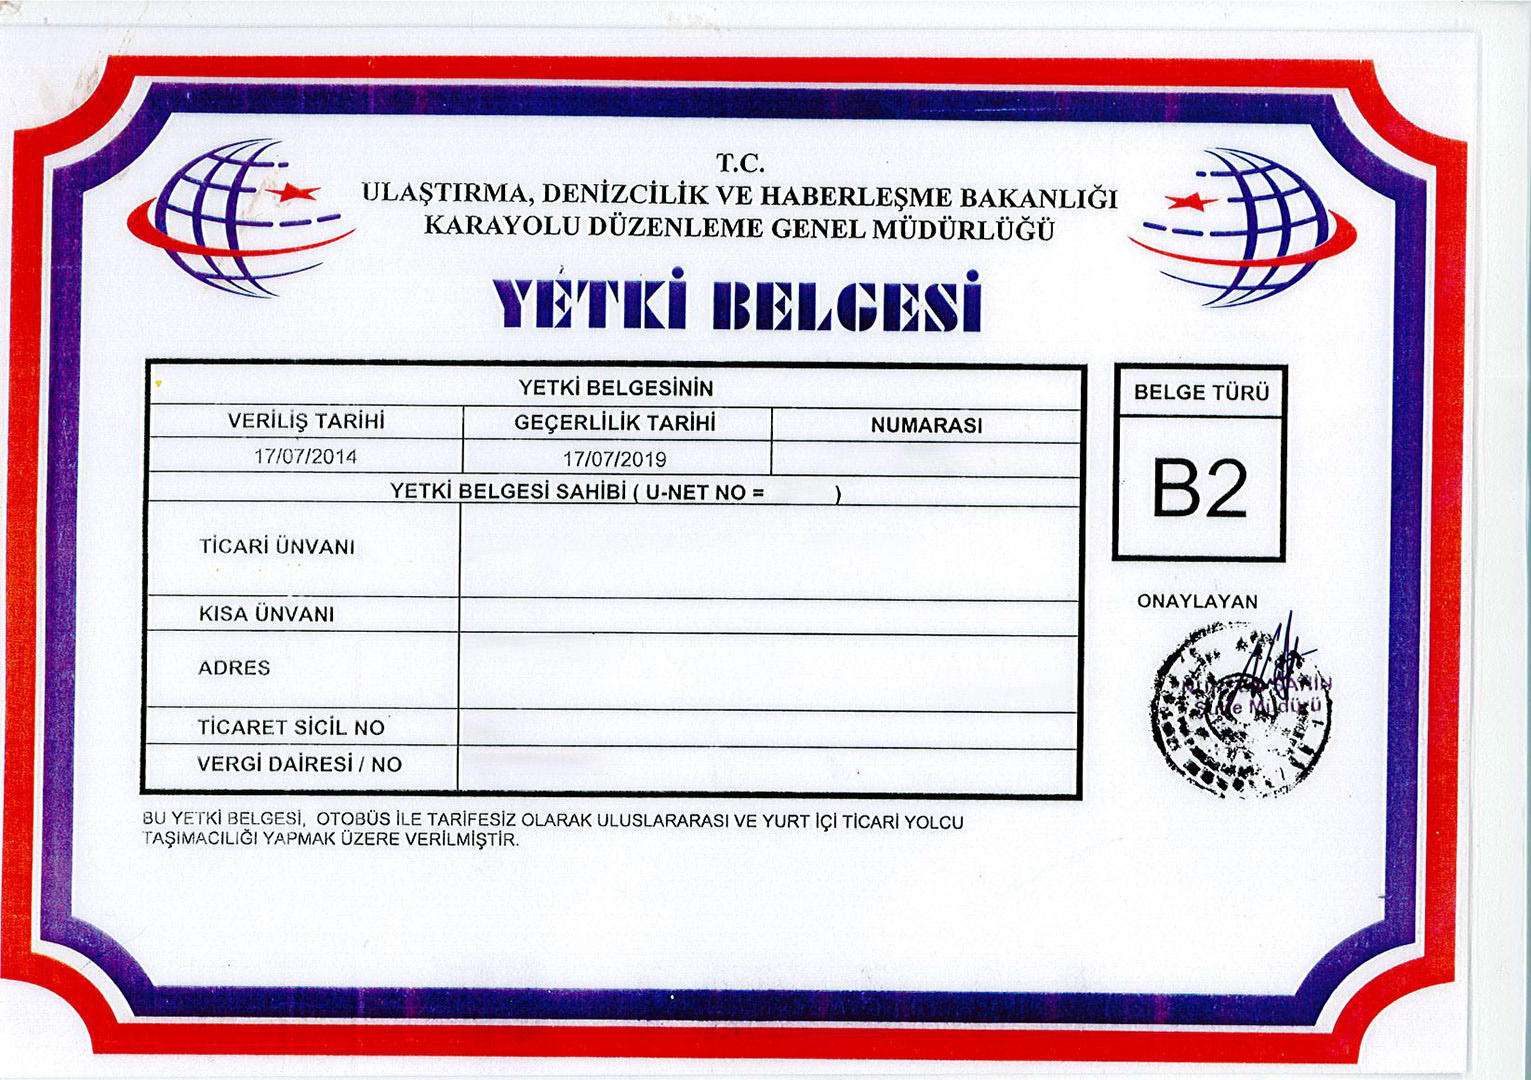 T.C.
ULAŞTIRMA, DENİZCİLİK VE HABERLEŞME BAKANLIĞI
KARAYOLU DÜZENLEME GENEL MÜDÜRLÜĞÜ
YETKİ BELGESİ
YETKİ BELGESİNİN
VERİLİŞ TARİHİ GEÇERLİLİK TARİHİ NUMARASI
17/07/2014 17/07/2019
YETKİ BELGESİ SAHİBİ ( U-NET NO = )
TİCARİ ÜNVANI
KISA ÜNVANI
ADRES
TİCARET SİCİL NO
VERGİ DAİRESİ / NO
BELGE TÜRÜ
B2
ONAYLAYAN
Müdürü
BU YETKİ BELGESİ, OTOBÜS İLE TARİFESİZ OLARAK ULUSLARARASI VE YURT İÇİ TİCARİ YOLCU
TAŞIMACILIĞI YAPMAK ÜZERE VERİLMİŞTİR.